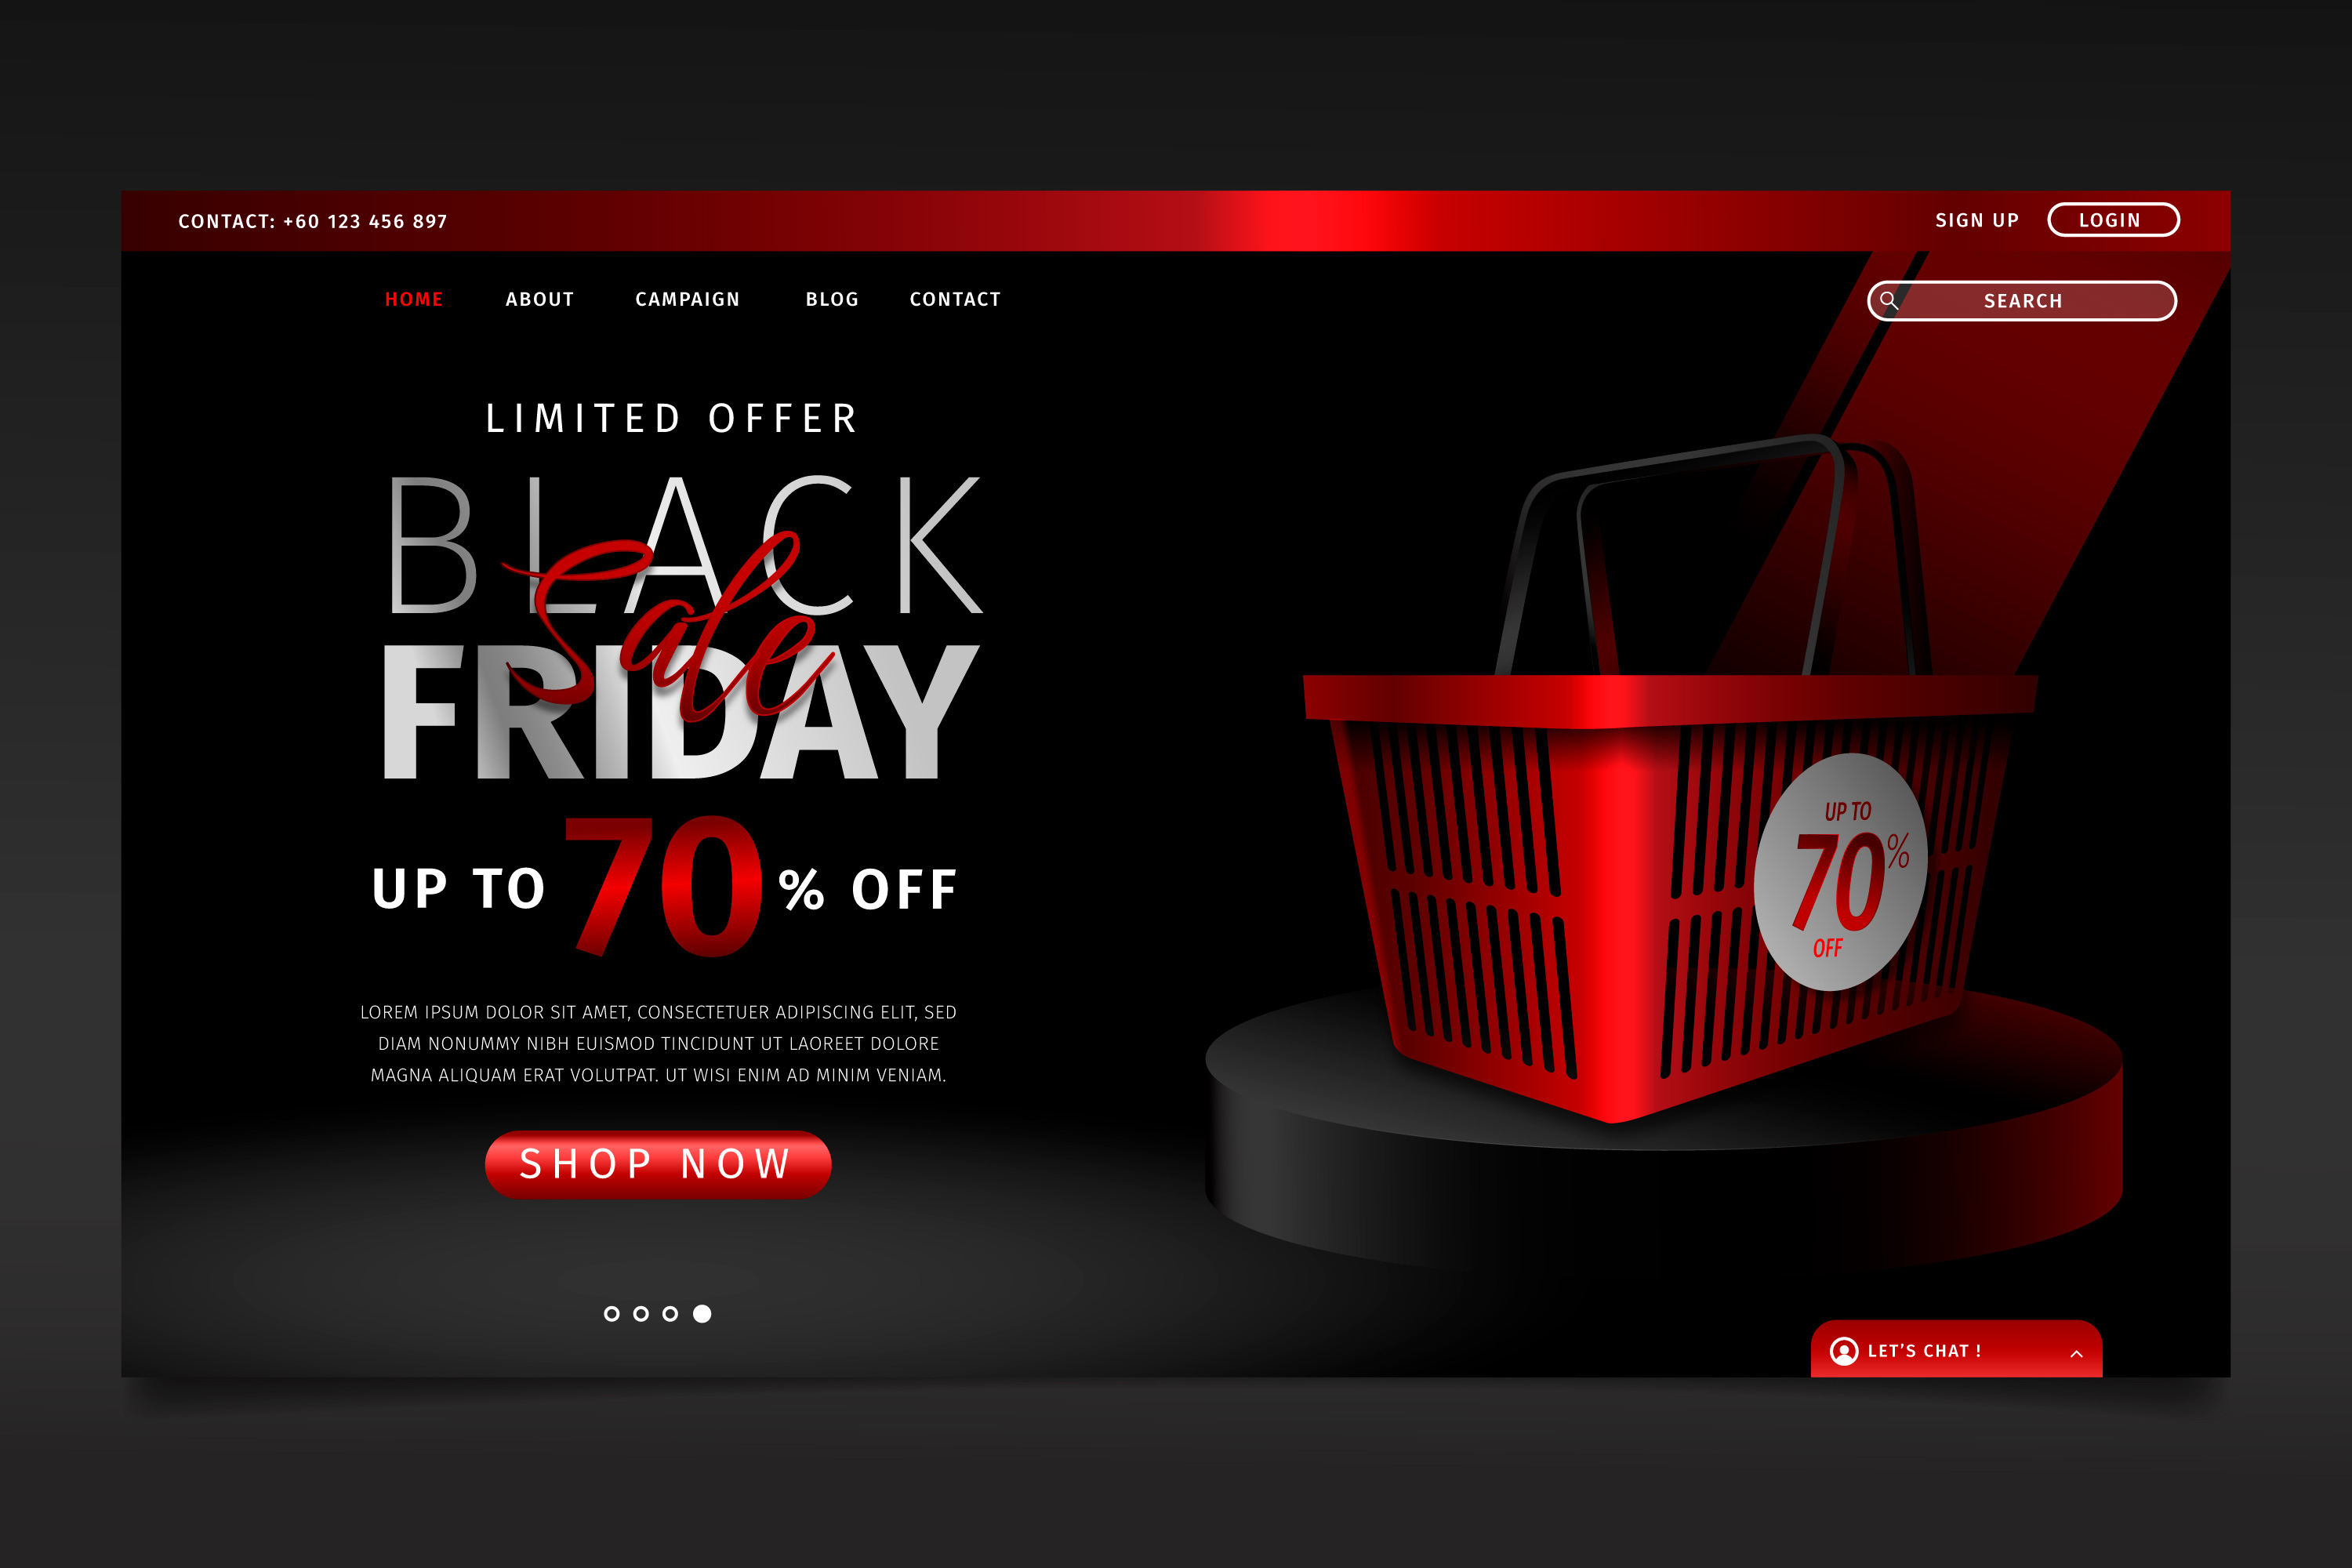 CONTACT: +60 123 456 897
SIGN UP
LOGIN
HOME ABOUT CAMPAIGN BLOG CONTACT
SEARCH
LIMITED OFFER
BLACK
Sale
FRIDAY
UP TO 70 % OFF
LOREM IPSUM DOLOR SIT AMET, CONSECTETUER ADIPISCING ELIT, SED
DIAM NONUMMY NIBH EUISMOD TINCIDUNT UT LAOREET DOLORE
MAGNA ALIQUAM ERAT VOLUTPAT. UT WISI ENIM AD MINIM VENIAM.
SHOP NOW
UP TO
70%
OFF
LET'S CHAT !